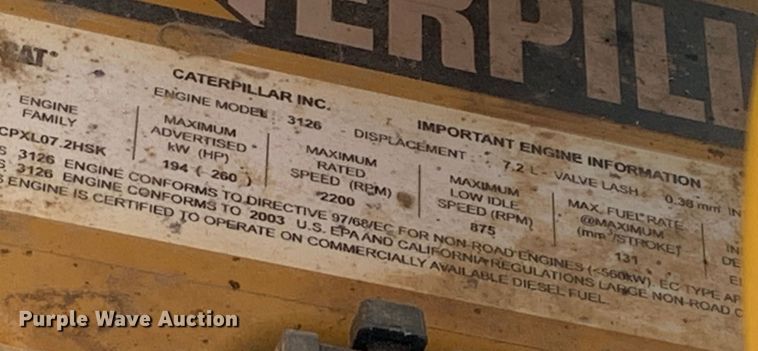 ERPILL
CAT
CATERPILLAR INC.
IMPORTANT ENGINE INFORMATION
ENGINE MODEL 3126 DISPLACEMENT 7.2 L VALVE LASH 0.38 mm IN
ENGINE
FAMILY
CPXL07.2HSK
MAXIMUM
ADVERTISED
kW (HP)
194 ( 260 )
MAXIMUM
RATED
SPEED (RPM)
2200
MAXIMUM
LOW IDLE
SPEED (RPM)
875
MAX. FUEL RATE
@MAXIMUM
(mm³/STROKE)
131
IN
DE
S 3126 ENGINE CONFORMS TO DIRECTIVE 97/68/EC FOR NON-ROAD ENGINES (<560kW). EC TYPE AP
S 3126 ENGINE CONFORMS TO 2003 U.S. EPA AND CALIFORNIA REGULATIONS LARGE NON-ROAD C
S ENGINE IS CERTIFIED TO OPERATE ON COMMERCIALLY AVAILABLE DIESEL FUEL.
Purple Wave Auction